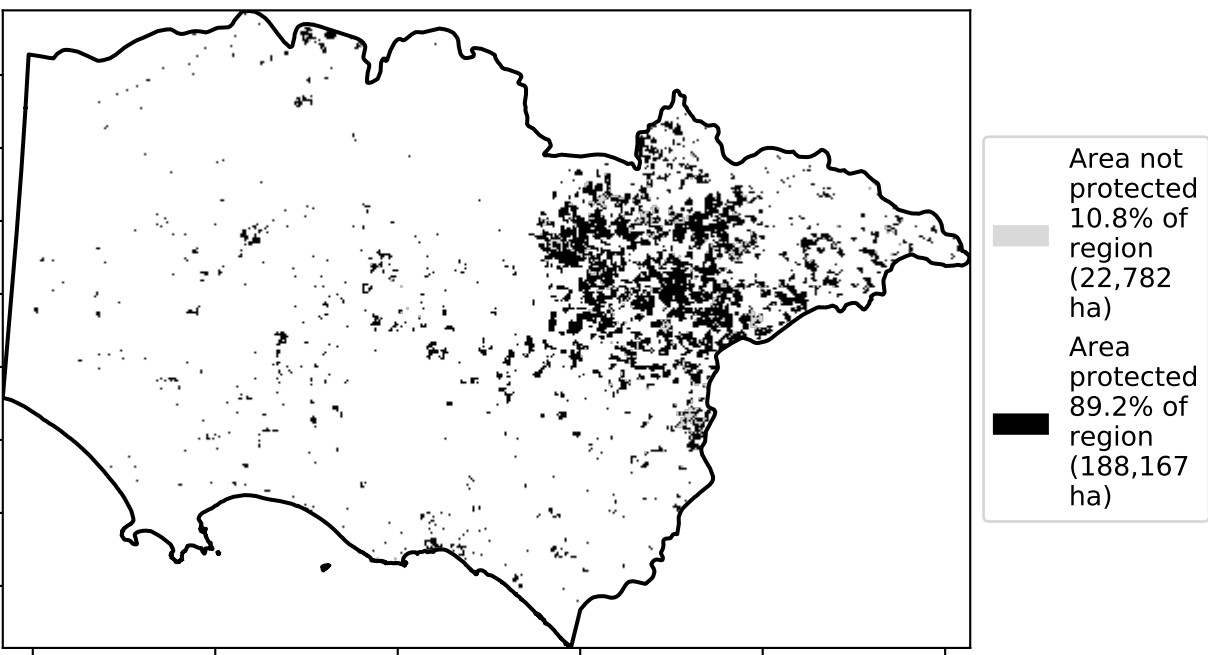 Area not
protected
10.8% of
region
(22,782
ha)
Area
protected
89.2% of
region
(188,167
ha)